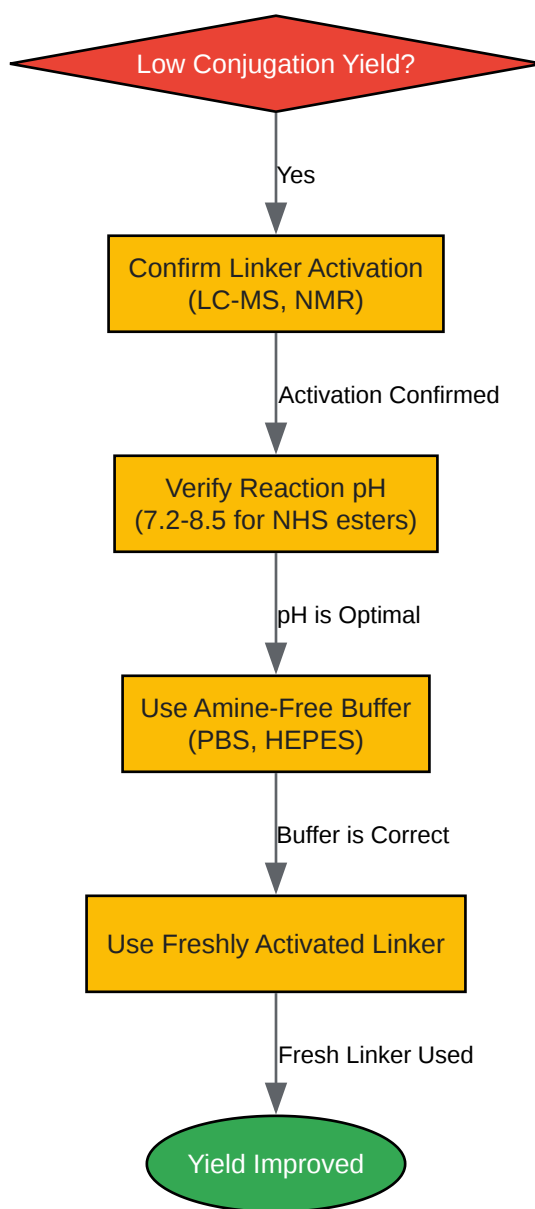 Low Conjugation Yield?
Yes
Confirm Linker Activation
(LC-MS, NMR)
Activation Confirmed
Verify Reaction pH
(7.2-8.5 for NHS esters)
pH is Optimal
Use Amine-Free Buffer
(PBS, HEPES)
Buffer is Correct
Use Freshly Activated Linker
Fresh Linker Used
Yield Improved